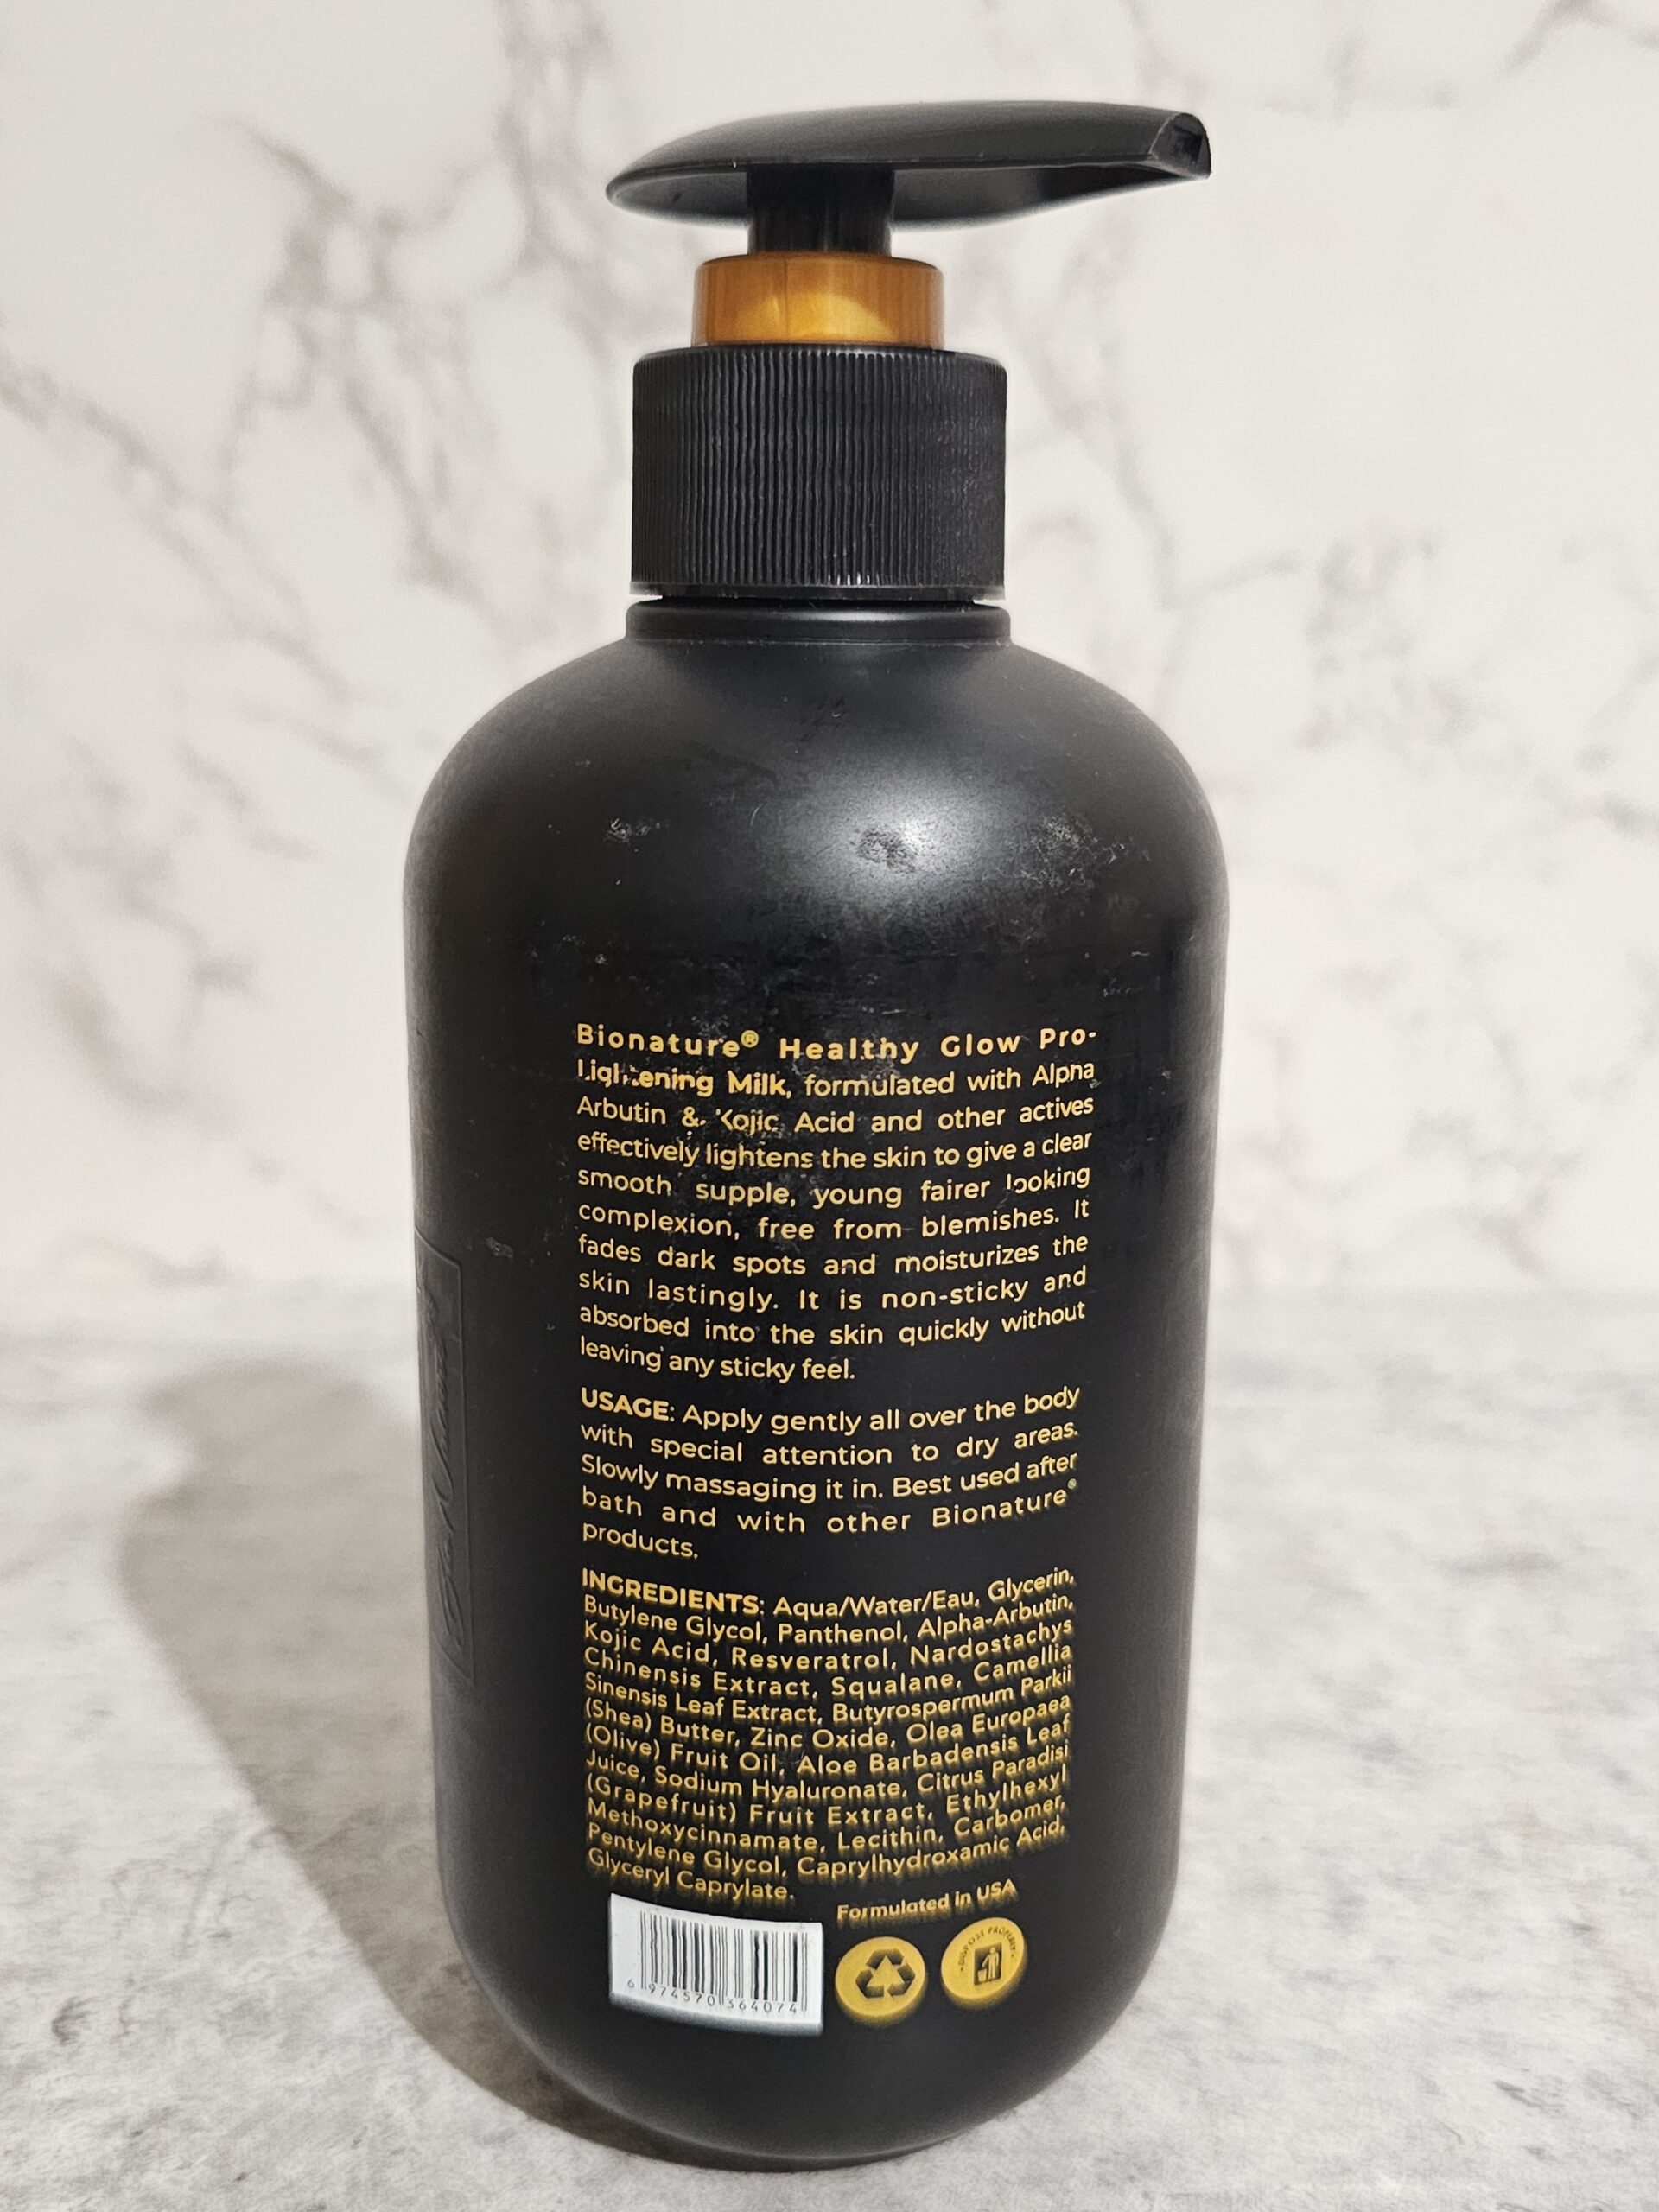 Bionature® Healthy Glow Pro-
Lightening Milk, formulated with Alpha
Arbutin & Kojic Acid and other actives
effectively lightens the skin to give a clear
smooth supple, young fairer looking
complexion, free from blemishes. It
fades dark spots and moisturizes the
skin lastingly. It is non-sticky and
absorbed into the skin quickly without
leaving any sticky feel.
USAGE: Apply gently all over the body
with special attention to dry areas.
Slowly massaging it in. Best used after
bath and with other Bionature®
products.
INGREDIENTS: Aqua/Water/Eau, Glycerin,
Butylene Glycol, Panthenol, Alpha-Arbutin,
Kojic Acid, Resveratrol, Nardostachys
Chinensis Extract, Squalane, Camellia
Sinensis Leaf Extract, Butyrospermum Parkii
(Shea) Butter, Zinc Oxide, Olea Europaea
(Olive) Fruit Oil, Aloe Barbadensis Leaf
Juice, Sodium Hyaluronate, Citrus Paradisi
(Grapefruit) Fruit Extract, Ethylhexyl
Methoxycinnamate, Lecithin, Carbomer,
Pentylene Glycol, Caprylhydroxamic Acid,
Glyceryl Caprylate.
Formulated in USA
DISPOSE PROPERLY
6 974570 364074